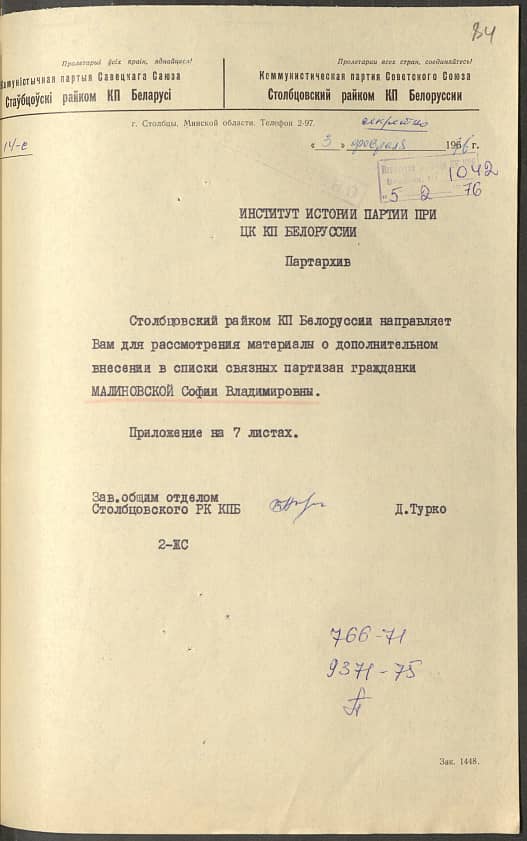 84
Пролетарыі ўсіх краін, яднайцеся!
Камуністычная партыя Савецкага Саюза
Стаўбцоўскі райком КП Беларусі
Пролетарии всех стран, соединяйтесь!
Коммунистическая партия Советского Союза
Столбцовский райком КП Белоруссии
г. Столбцы, Минской области. Телефон 2-97.
секретно
14-с
« 3 » февраля 1976 г.
1042
"5 2 76
ИНСТИТУТ ИСТОРИИ ПАРТИИ ПРИ
ЦК КП БЕЛОРУССИИ
Партархив
Столбцовский райком КП Белоруссии направляет
Вам для рассмотрения материалы о дополнительном
внесении в списки связных партизан гражданки
МАЛИНОВСКОЙ Софии Владимировны.
Приложение на 7 листах.
Зав.общим отделом
Столбцовского РК КПБ
Д.Турко
2-ЖС
766-71
9371-75
П
Зак. 1448.